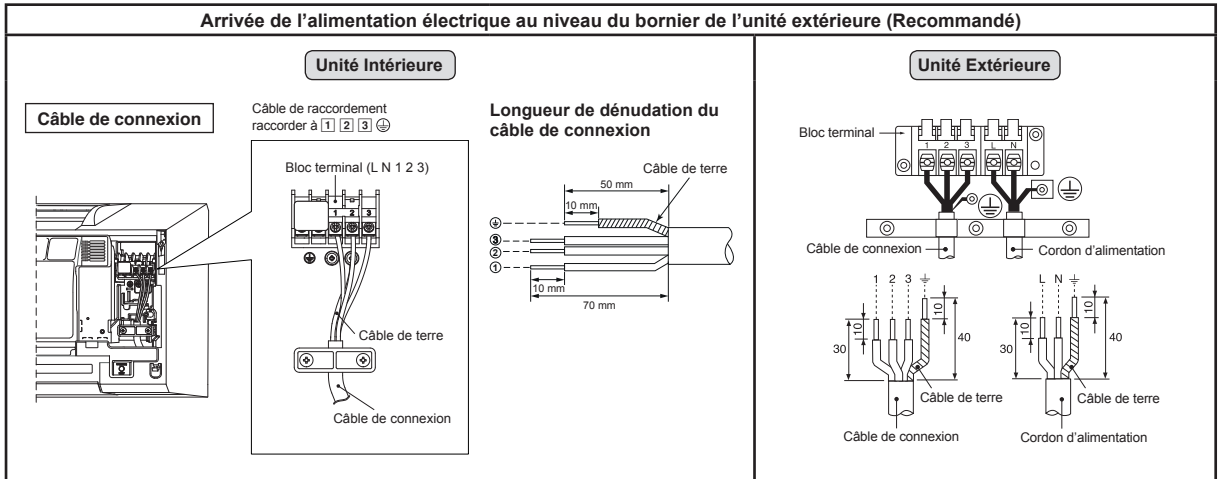 Arrivée de l'alimentation électrique au niveau du bornier de l'unité extérieure (Recommandé)
Unité Intérieure
Câble de connexion
Câble de raccordement
raccorder à 1 2 3 ⏚
Bloc terminal (L N 1 2 3)
1 2 3
Câble de terre
Câble de connexion
Longueur de dénudation du
câble de connexion
Câble de terre
50 mm
10 mm
⏚
③
②
①
10 mm
70 mm
Unité Extérieure
Bloc terminal
1 2 3 L N
Câble de connexion
Cordon d'alimentation
1 2 3 ⏚
10
10
30
40
Câble de terre
Câble de connexion
L N ⏚
10
10
30
40
Câble de terre
Cordon d'alimentation